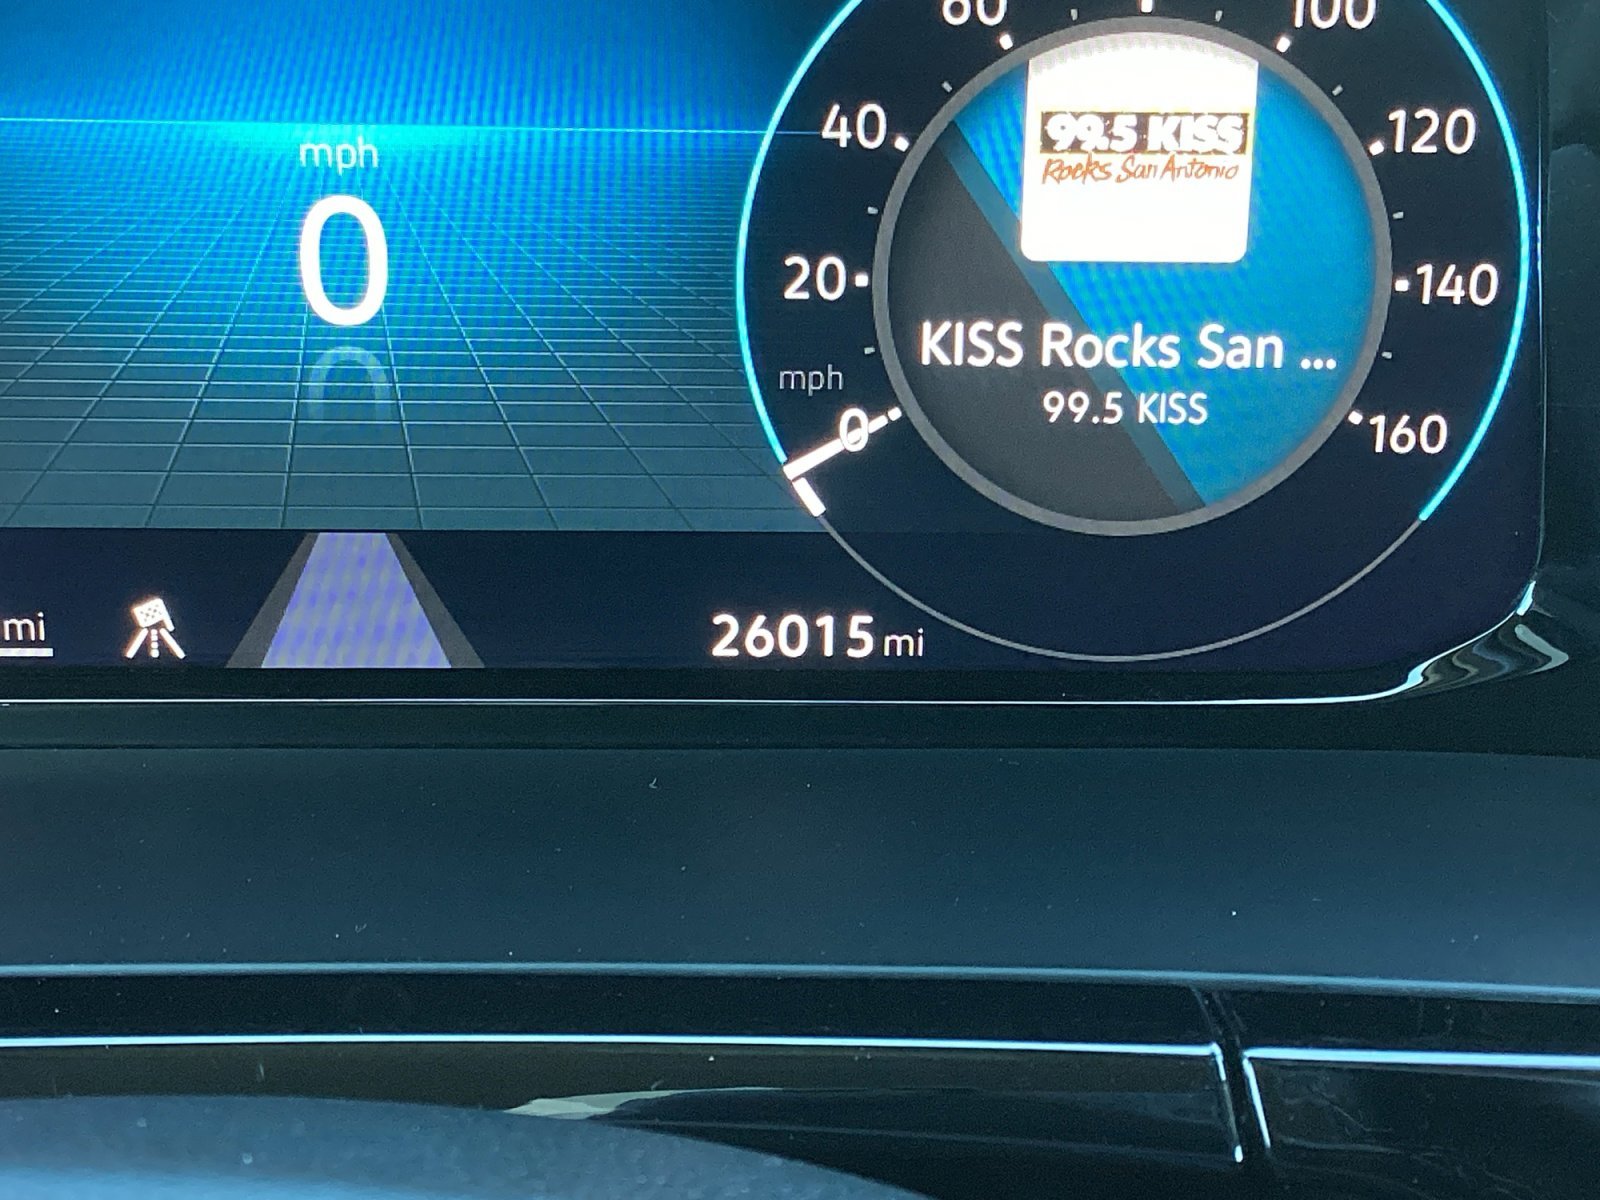 60
100
40
120
mph
0
99.5 KISS
Rocks San Antonio
20
140
KISS Rocks San ...
mph
99.5 KISS
0
160
mi
26015 mi